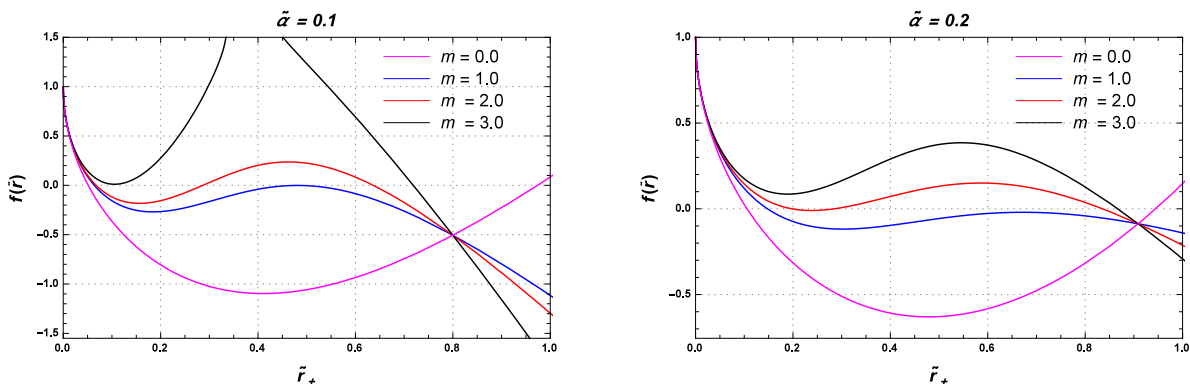 α̃ = 0.1
m = 0.0
m = 1.0
m = 2.0
m = 3.0
1.5
1.0
0.5
0.0
−0.5
−1.0
−1.5
f(r̃)
0.0 0.2 0.4 0.6 0.8 1.0
r̃₊
α̃ = 0.2
m = 0.0
m = 1.0
m = 2.0
m = 3.0
1.0
0.5
0.0
−0.5
f(r̃)
0.0 0.2 0.4 0.6 0.8 1.0
r̃₊